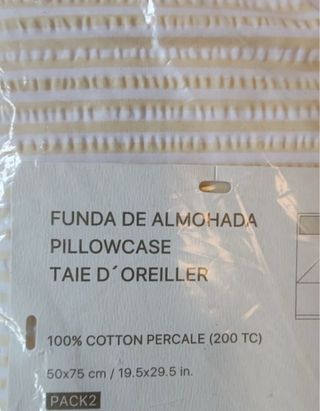 FUNDA DE ALMOHADA
PILLOWCASE
TAIE D´OREILLER
100% COTTON PERCALE (200 TC)
50x75 cm / 19.5x29.5 in.
PACK2